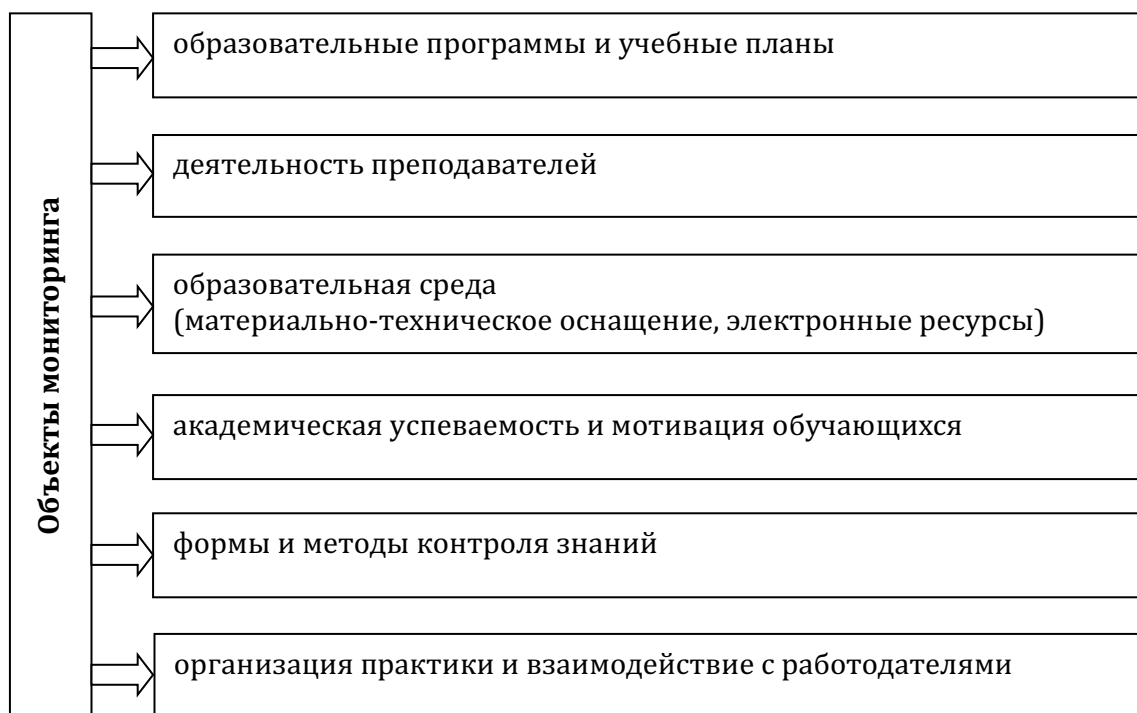 Объекты мониторинга
образовательные программы и учебные планы
деятельность преподавателей
образовательная среда
(материально-техническое оснащение, электронные ресурсы)
академическая успеваемость и мотивация обучающихся
формы и методы контроля знаний
организация практики и взаимодействие с работодателями